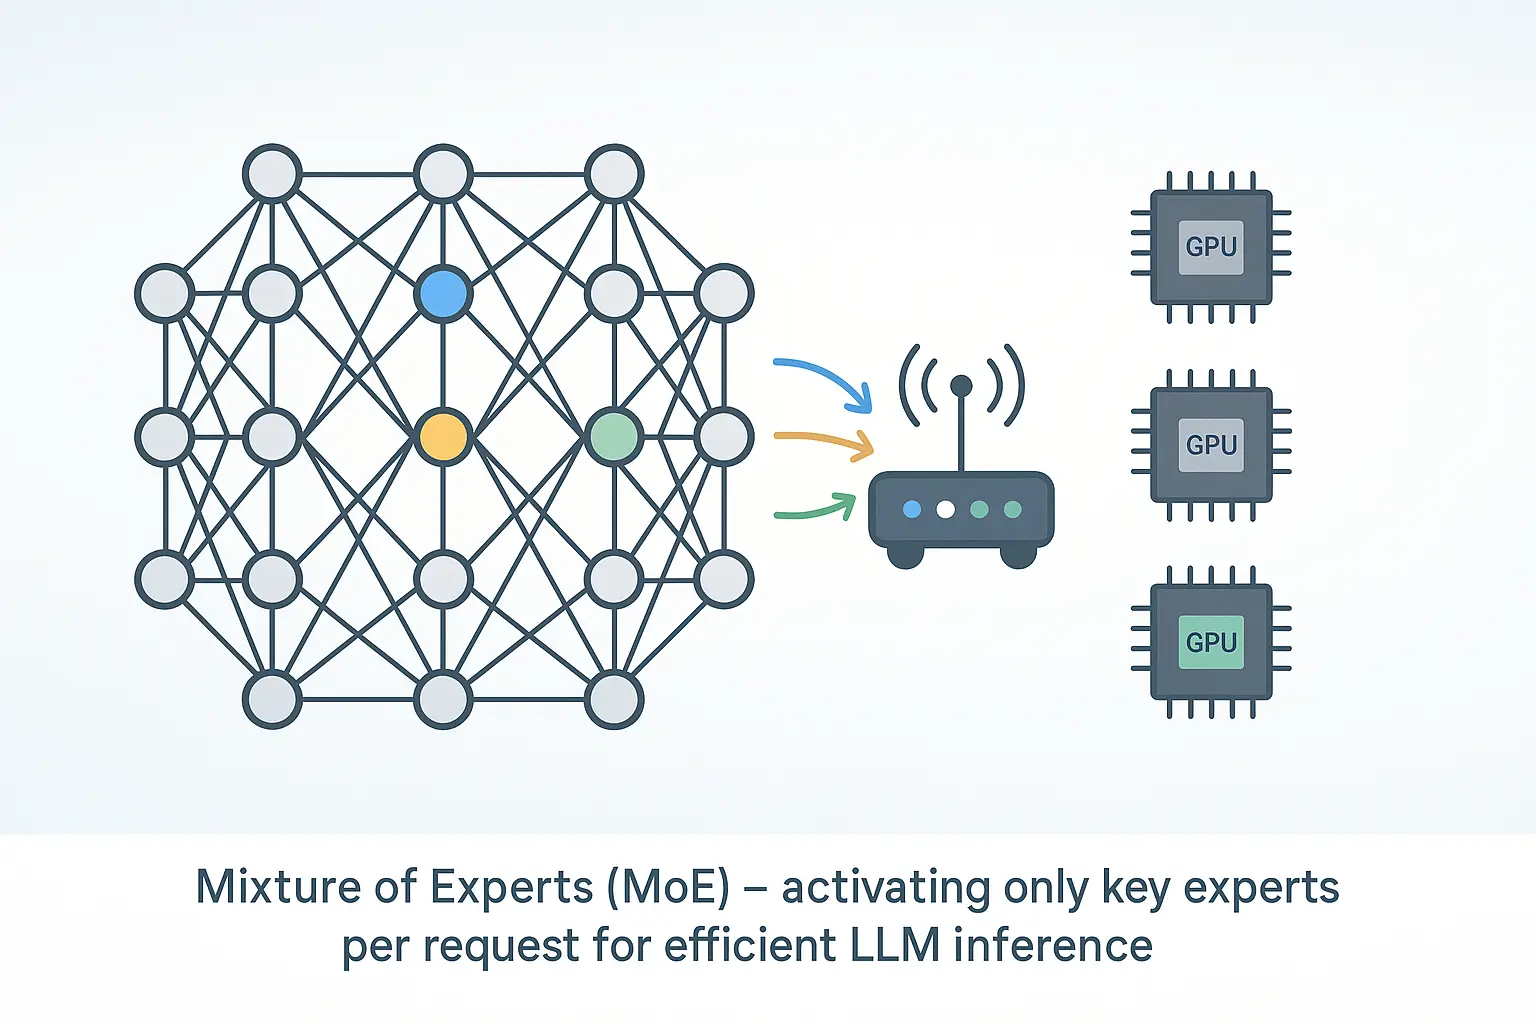 GPU
GPU
GPU
Mixture of Experts (MoE) – activating only key experts
per request for efficient LLM inference